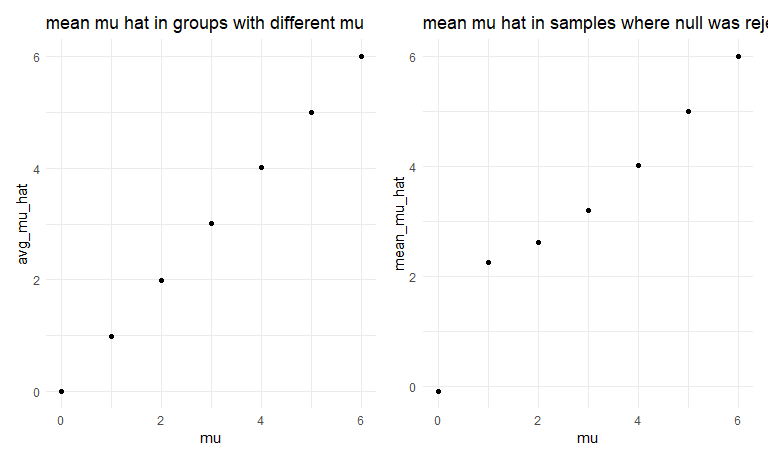 mean mu hat in groups with different mu
avg_mu_hat
6
4
2
0
0 2 4 6
mu
mean mu hat in samples where null was reje
mean_mu_hat
6
4
2
0
0 2 4 6
mu